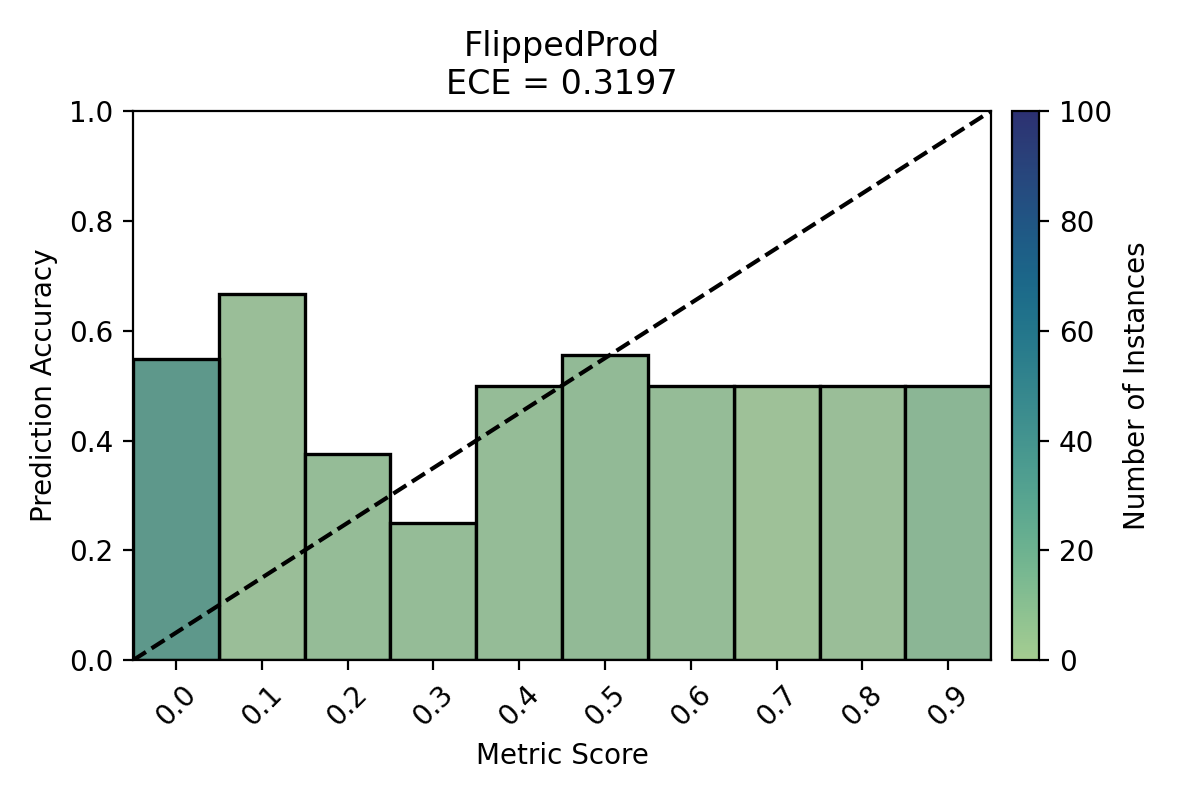 FlippedProd
ECE = 0.3197
1.0
0.8
0.6
0.4
0.2
0.0
Prediction Accuracy
0.0 0.1 0.2 0.3 0.4 0.5 0.6 0.7 0.8 0.9
Metric Score
100
80
60
40
20
0
Number of Instances